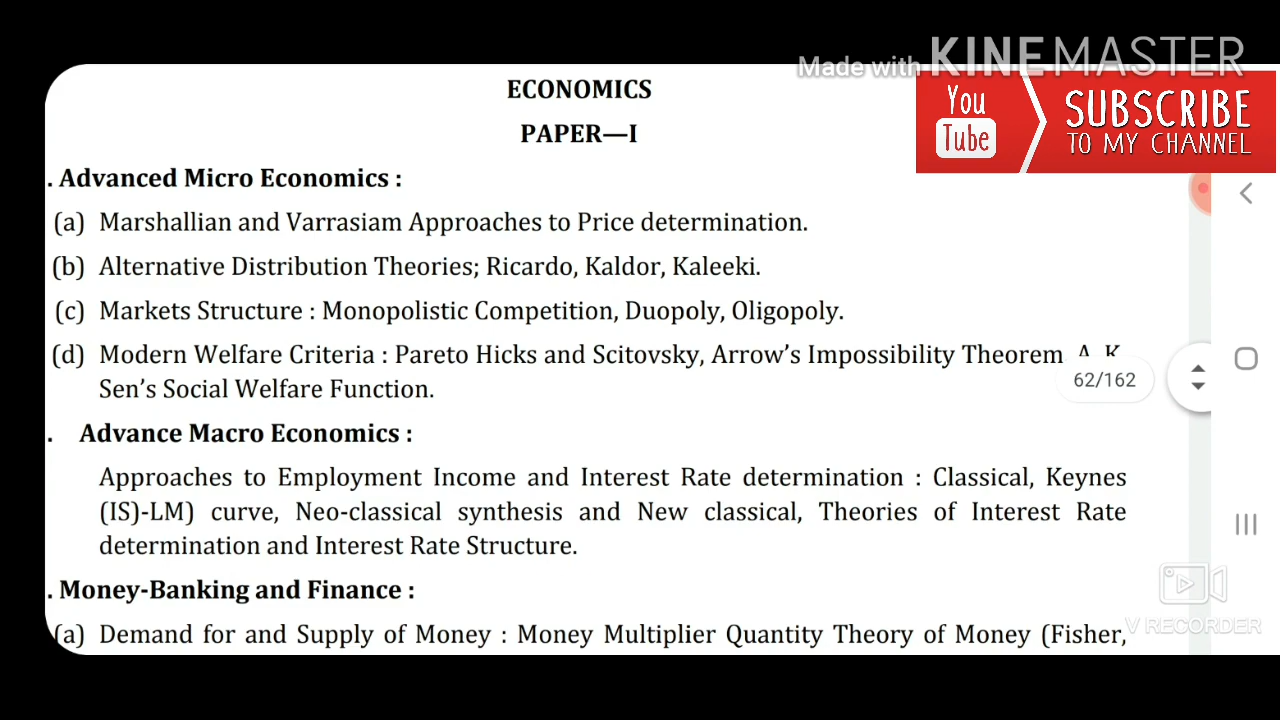 Made with KINEMASTER
You
Tube
SUBSCRIBE
TO MY CHANNEL
ECONOMICS
PAPER—I
. Advanced Micro Economics :
(a) Marshallian and Varrasiam Approaches to Price determination.
(b) Alternative Distribution Theories; Ricardo, Kaldor, Kaleeki.
(c) Markets Structure : Monopolistic Competition, Duopoly, Oligopoly.
(d) Modern Welfare Criteria : Pareto Hicks and Scitovsky, Arrow's Impossibility Theorem, A. K.
Sen's Social Welfare Function.
62/162
. Advance Macro Economics :
Approaches to Employment Income and Interest Rate determination : Classical, Keynes
(IS)-LM) curve, Neo-classical synthesis and New classical, Theories of Interest Rate
determination and Interest Rate Structure.
. Money-Banking and Finance :
(a) Demand for and Supply of Money : Money Multiplier Quantity Theory of Money (Fisher,
V RECORDER